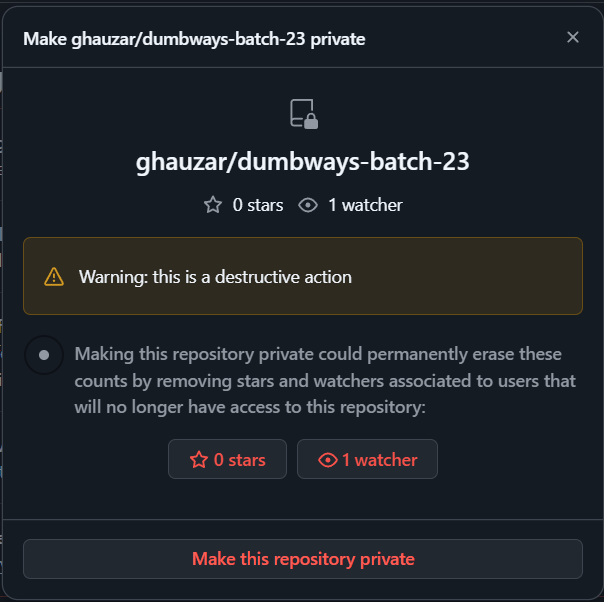 Make ghauzar/dumbways-batch-23 private
ghauzar/dumbways-batch-23
0 stars 1 watcher
Warning: this is a destructive action
Making this repository private could permanently erase these
counts by removing stars and watchers associated to users that
will no longer have access to this repository:
0 stars 1 watcher
Make this repository private